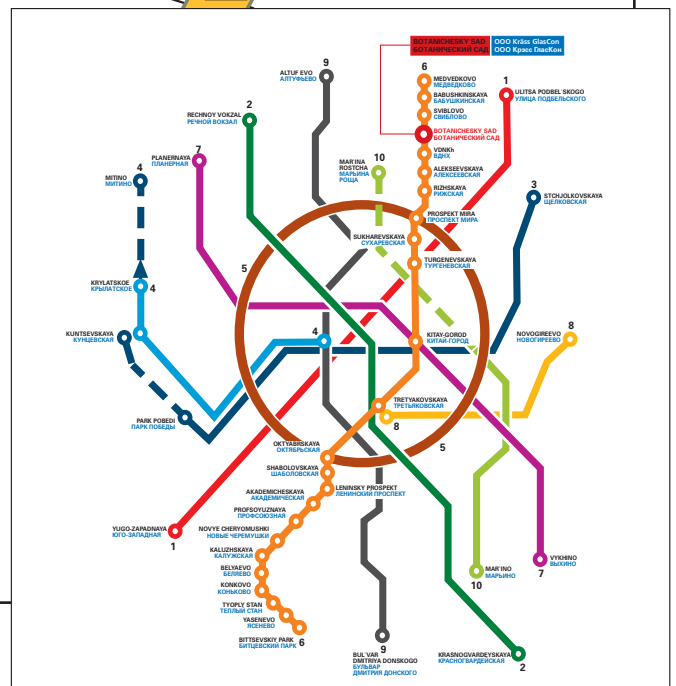 BOTANICHESKY SAD
БОТАНИЧЕСКИЙ САД
ООО Kräss GlasCon
ООО Крэсс ГласКон
9
ALTUF'EVO
АЛТУФЬЕВО
6
MEDVEDKOVO
МЕДВЕДКОВО
BABUSHKINSKAYA
БАБУШКИНСКАЯ
SVIBLOVO
СВИБЛОВО
BOTANICHESKY SAD
БОТАНИЧЕСКИЙ САД
VDNKh
ВДНХ
ALEKSEEVSKAYA
АЛЕКСЕЕВСКАЯ
RIZHSKAYA
РИЖСКАЯ
PROSPEKT MIRA
ПРОСПЕКТ МИРА
1
ULITSA PODBEL'SKOGO
УЛИЦА ПОДБЕЛЬСКОГО
2
RECHNOY VOKZAL
РЕЧНОЙ ВОКЗАЛ
7
PLANERNAYA
ПЛАНЕРНАЯ
10
MAR'INA
ROSTCHA
МАРЬИНА
РОЩА
4
MITINO
МИТИНО
3
STCHJOLKOVSKAYA
ЩЕЛКОВСКАЯ
SUKHAREVSKAYA
СУХАРЕВСКАЯ
TURGENEVSKAYA
ТУРГЕНЕВСКАЯ
5
KRYLATSKOE
КРЫЛАТСКОЕ
4
KUNTSEVSKAYA
КУНЦЕВСКАЯ
4
KITAY-GOROD
КИТАЙ-ГОРОД
8
NOVOGIREEVO
НОВОГИРЕЕВО
TRETYAKOVSKAYA
ТРЕТЬЯКОВСКАЯ
8
PARK POBEDI
ПАРК ПОБЕДЫ
5
OKTYABRSKAYA
ОКТЯБРЬСКАЯ
SHABOLOVSKAYA
ШАБОЛОВСКАЯ
LENINSKY PROSPEKT
ЛЕНИНСКИЙ ПРОСПЕКТ
AKADEMICHESKAYA
АКАДЕМИЧЕСКАЯ
PROFSOYUZNAYA
ПРОФСОЮЗНАЯ
NOVYE CHERYOMUSHKI
НОВЫЕ ЧЕРЕМУШКИ
YUGO-ZAPADNAYA
ЮГО-ЗАПАДНАЯ
1
KALUZHSKAYA
КАЛУЖСКАЯ
BELYAEVO
БЕЛЯЕВО
KONKOVO
КОНЬКОВО
TYOPLY STAN
ТЕПЛЫЙ СТАН
YASENEVO
ЯСЕНЕВО
BITTSEVSKIY PARK
БИТЦЕВСКИЙ ПАРК
6
MAR'INO
МАРЬИНО
10
VYKHINO
ВЫХИНО
7
9
BUL'VAR
DMITRIYA DONSKOGO
БУЛЬВАР
ДМИТРИЯ ДОНСКОГО
KRASNOGVARDEYSKAYA
КРАСНОГВАРДЕЙСКАЯ
2